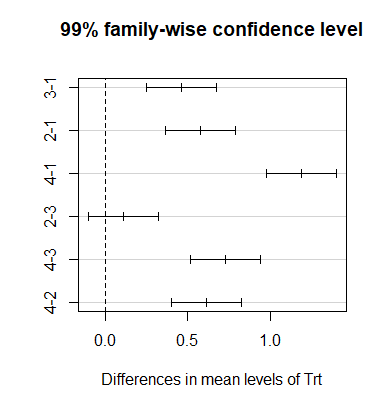 99% family-wise confidence level
3-1
2-1
4-1
2-3
4-3
4-2
0.0 0.5 1.0
Differences in mean levels of Trt